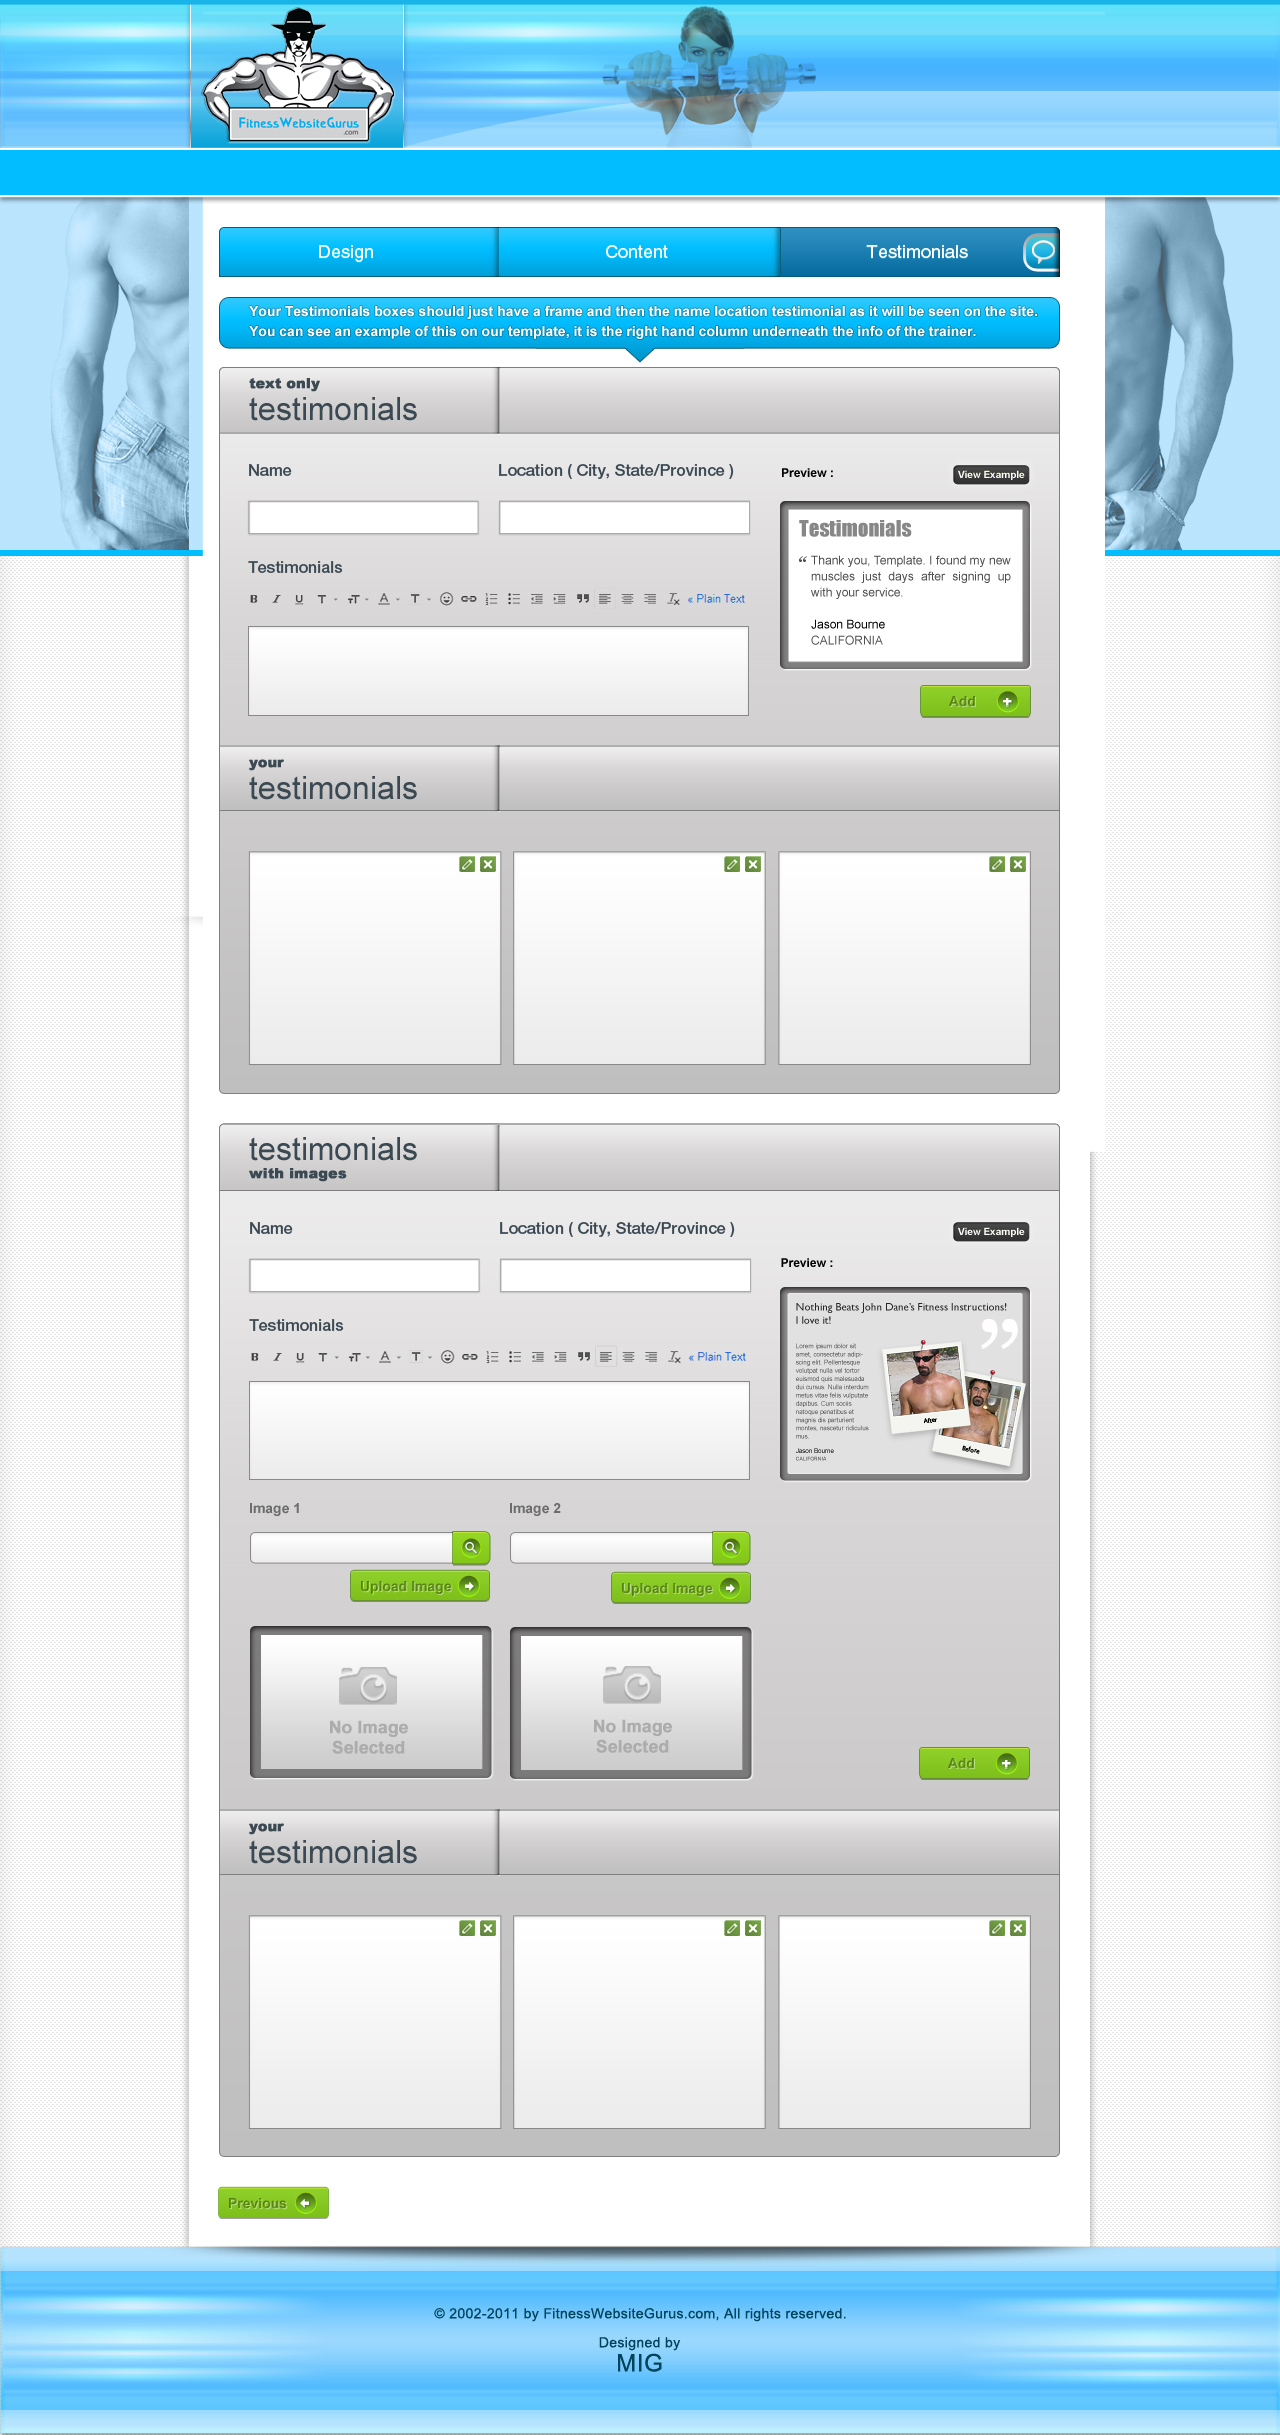 FitnessWebsiteGurus
.com
Design
Content
Testimonials
Your Testimonials boxes should just have a frame and then the name location testimonial as it will be seen on the site.
You can see an example of this on our template, it is the right hand column underneath the info of the trainer.
text only
testimonials
Name
Location ( City, State/Province )
Preview :
View Example
Testimonials
“ Thank you, Template. I found my new
muscles just days after signing up
with your service.
Jason Bourne
CALIFORNIA
Testimonials
« Plain Text
Add
your
testimonials
testimonials
with images
Name
Location ( City, State/Province )
View Example
Preview :
Testimonials
« Plain Text
Nothing Beats John Dane's Fitness Instructions!
I love it!
Lorem ipsum dolor sit
amet, consectetur adipi-
scing elit. Pellentesque
volutpat nulla vel tortor
euismod quis malesuada
dui cursus. Nulla interdum
metus vitae felis vulputate
dapibus. Cum sociis
natoque penatibus et
magnis dis parturient
montes, nascetur ridiculus
mus.
Jason Bourne
CALIFORNIA
After
Before
Image 1
Image 2
Upload Image
Upload Image
No Image
Selected
No Image
Selected
Add
your
testimonials
Previous
© 2002-2011 by FitnessWebsiteGurus.com, All rights reserved.
Designed by
MIG